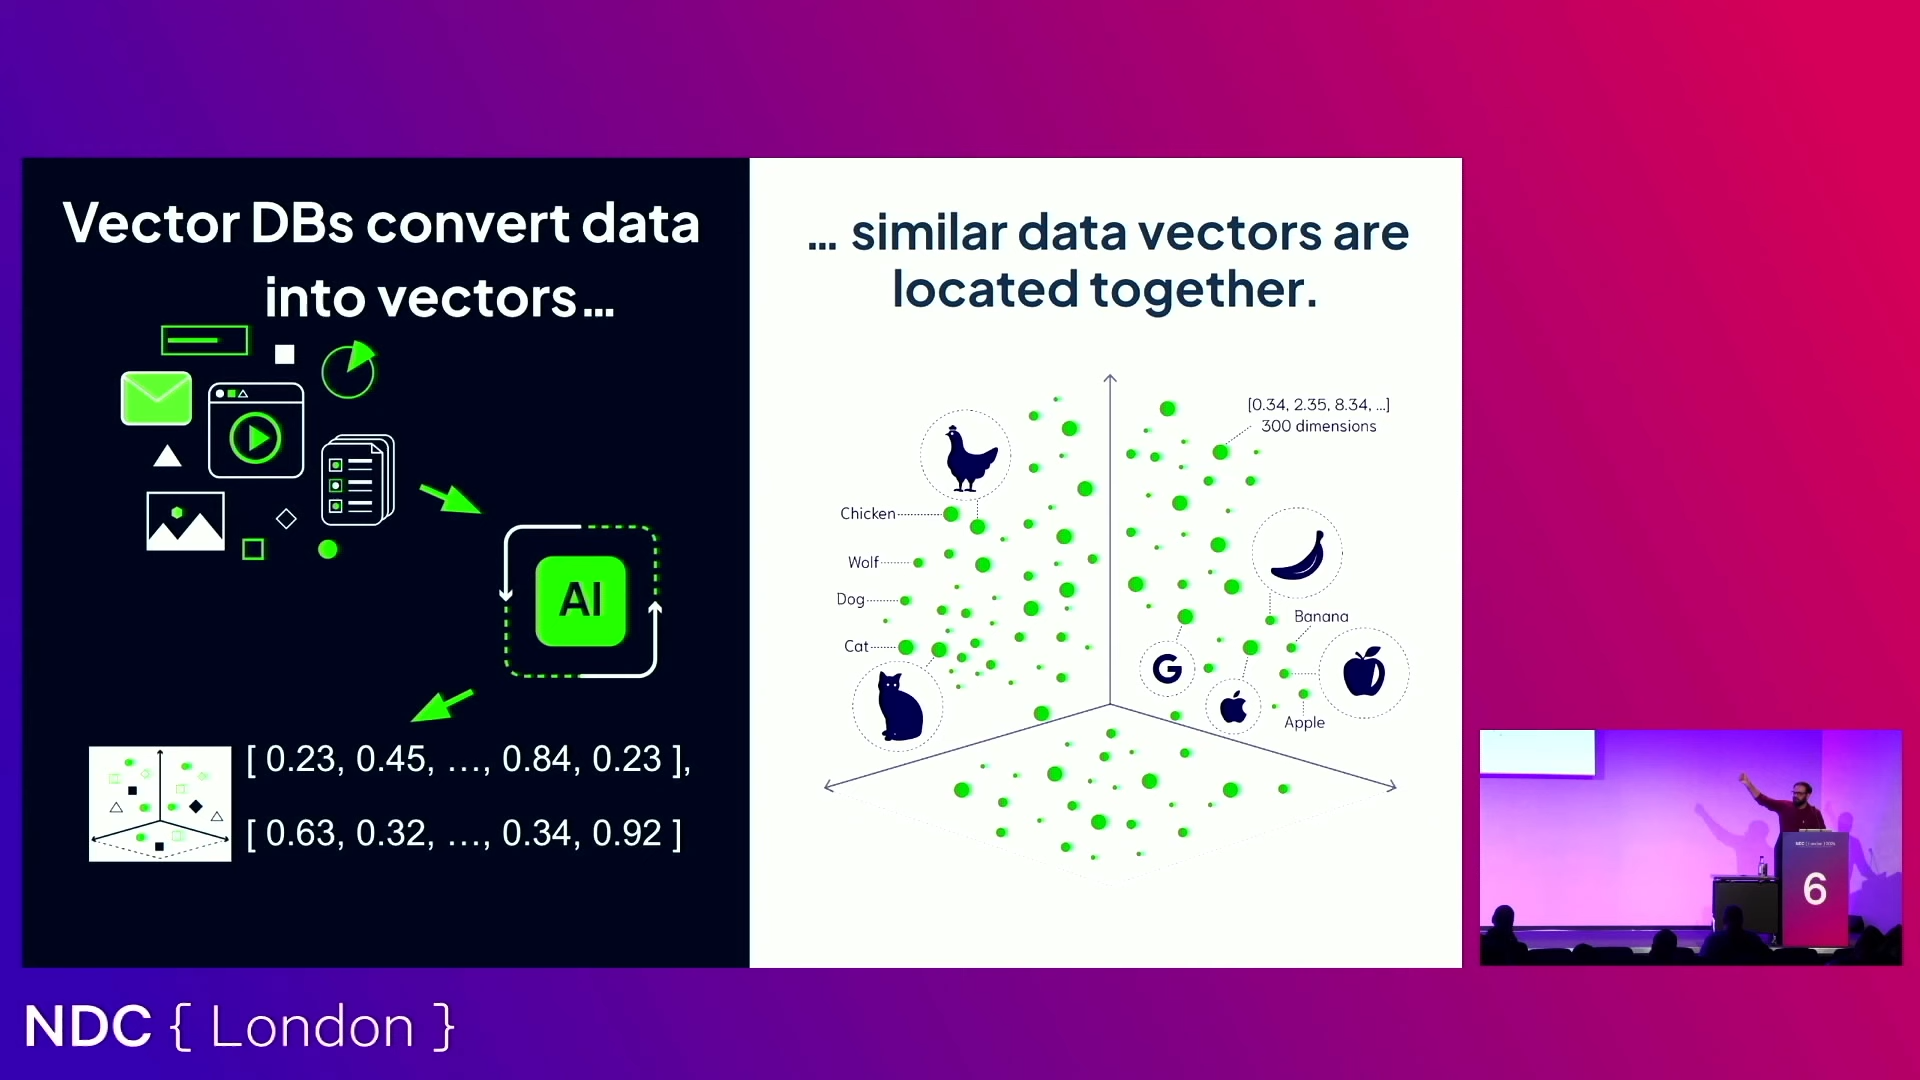 Vector DBs convert data
into vectors...
AI
[ 0.23, 0.45, ..., 0.84, 0.23 ],
[ 0.63, 0.32, ..., 0.34, 0.92 ]
... similar data vectors are
located together.
[0.34, 2.35, 8.34, ...]
300 dimensions
Chicken
Wolf
Dog
Cat
Banana
G
Apple
6
NDC { London }